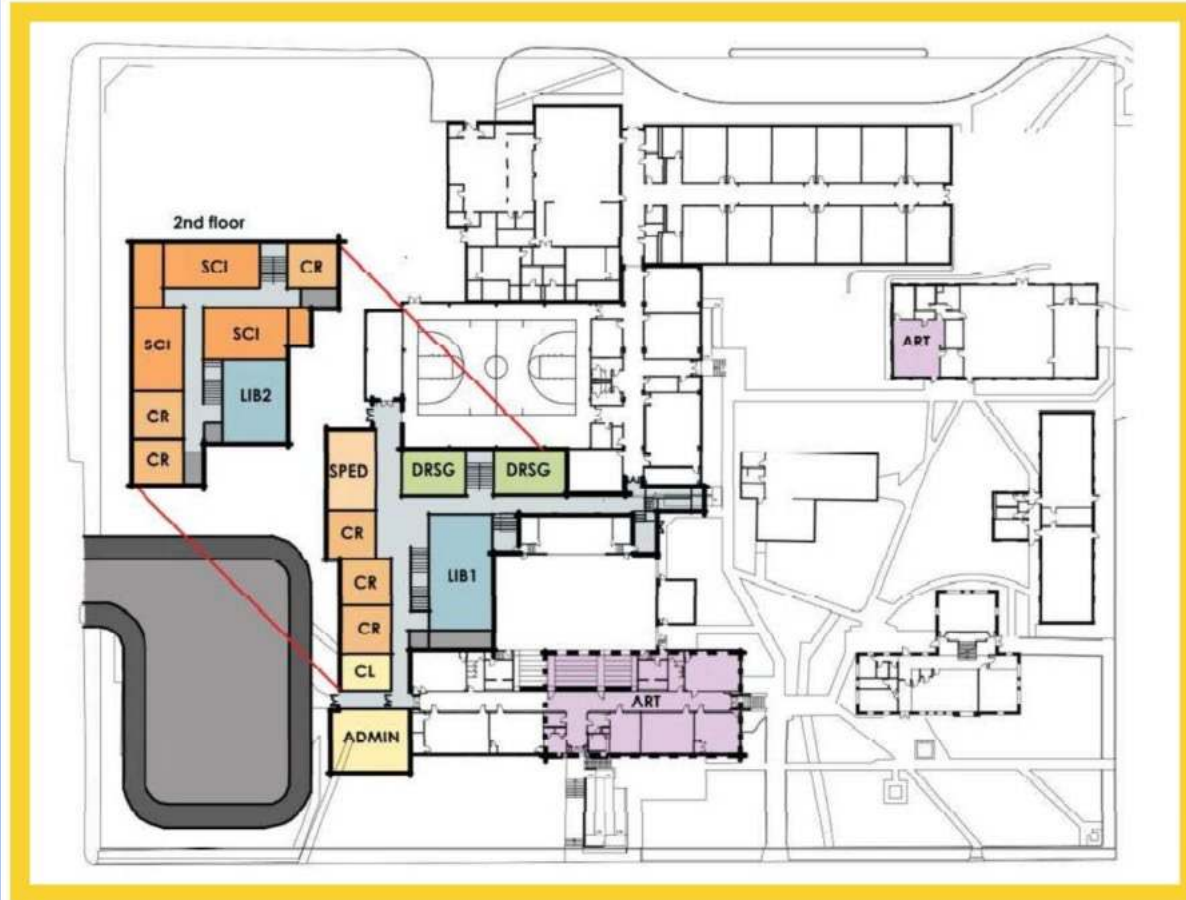 2nd floor
SCI
CR
SCI
SCI
LIB2
CR
CR
ART
SPED
DRSG
DRSG
CR
LIB1
CR
CR
CL
ART
ADMIN